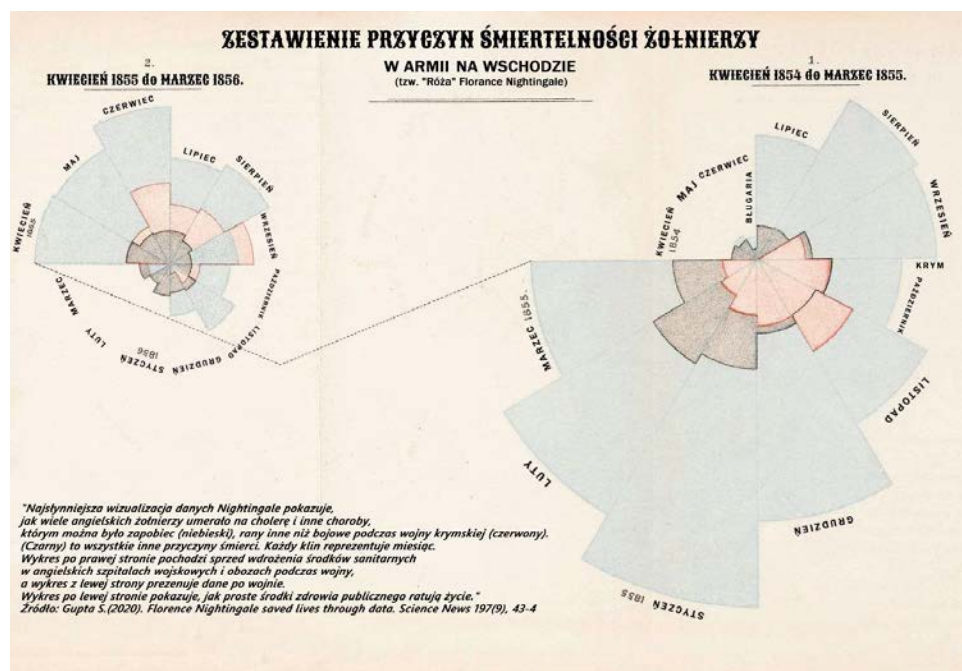 ZESTAWIENIE PRZYCZYN ŚMIERTELNOŚCI ŻOŁNIERZY
W ARMII NA WSCHODZIE
(tzw. "Róża" Florance Nightingale)
2.
KWIECIEŃ 1855 do MARZEC 1856.
1.
KWIECIEŃ 1854 do MARZEC 1855.
KWIECIEŃ 1855
MAJ
CZERWIEC
LIPIEC
SIERPIEŃ
WRZESIEŃ
PAŹDZIERNIK
LISTOPAD
GRUDZIEŃ
STYCZEŃ 1856
LUTY
MARZEC
KWIECIEŃ 1854
MAJ
CZERWIEC
BŁUGARIA
LIPIEC
SIERPIEŃ
WRZESIEŃ
KRYM
PAŹDZIERNIK
LISTOPAD
GRUDZIEŃ
STYCZEŃ 1855
LUTY
MARZEC 1855.
"Najsłynniejsza wizualizacja danych Nightingale pokazuje,
jak wiele angielskich żołnierzy umerało na cholerę i inne choroby,
którym można było zapobiec (niebieski), rany inne niż bojowe podczas wojny krymskiej (czerwony).
(Czarny) to wszystkie inne przyczyny śmierci. Każdy klin reprezentuje miesiąc.
Wykres po prawej stronie pochodzi sprzed wdrożenia środków sanitarnych
w angielskich szpitalach wojskowych i obozach podczas wojny,
a wykres z lewej strony prezenuje dane po wojnie.
Wykres po lewej stronie pokazuje, jak proste środki zdrowia publicznego ratują życie."
Źródło: Gupta S.(2020). Florence Nightingale saved lives through data. Science News 197(9), 43-4